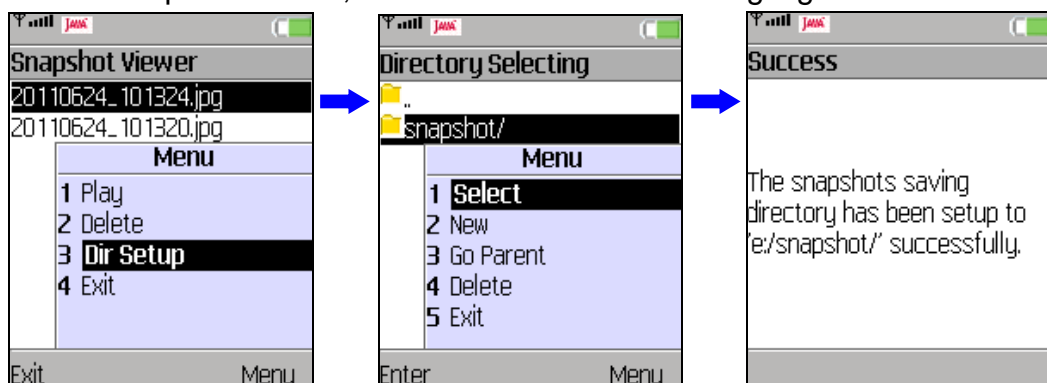 JAVA
Snapshot Viewer
20110624_101324.jpg
20110624_101320.jpg
Menu
1 Play
2 Delete
3 Dir Setup
4 Exit
Exit Menu
JAVA
Directory Selecting
..
snapshot/
Menu
1 Select
2 New
3 Go Parent
4 Delete
5 Exit
Enter Menu
JAVA
Success
The snapshots saving
directory has been setup to
'e:/snapshot/' successfully.